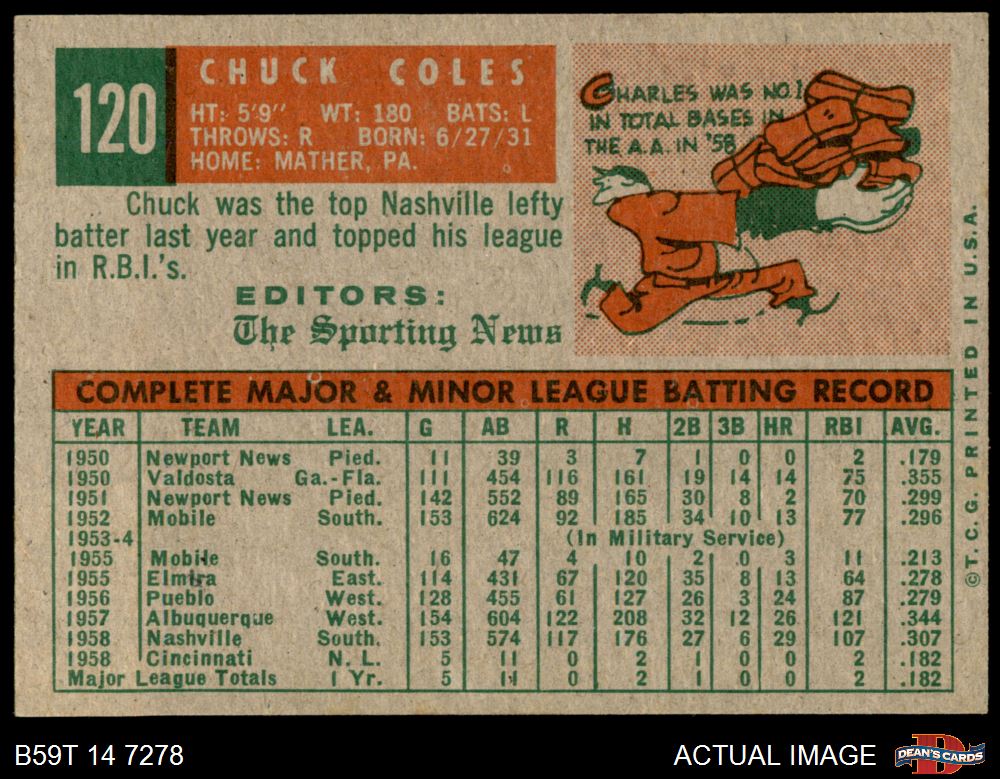 120
CHUCK COLES
HT: 5'9" WT: 180 BATS: L
THROWS: R BORN: 6/27/31
HOME: MATHER, PA.
CHARLES WAS NO.1
IN TOTAL BASES IN
THE A.A. IN '58
Chuck was the top Nashville lefty
batter last year and topped his league
in R.B.I.'s.
EDITORS:
The Sporting News
COMPLETE MAJOR & MINOR LEAGUE BATTING RECORD
YEAR TEAM LEA. G AB R H 2B 3B HR RBI AVG.
1950 Newport News Pied. 11 39 3 7 1 0 0 2 .179
1950 Valdosta Ga.-Fla. 111 454 116 161 19 14 14 75 .355
1951 Newport News Pied. 142 552 89 165 30 8 2 70 .299
1952 Mobile South. 153 624 92 185 34 10 13 77 .296
1953-4 (In Military Service)
1955 Mobile South. 16 47 4 10 2 0 3 11 .213
1955 Elmira East. 114 431 67 120 35 8 13 64 .278
1956 Pueblo West. 128 455 61 127 26 3 24 87 .279
1957 Albuquerque West. 154 604 122 208 32 12 26 121 .344
1958 Nashville South. 153 574 117 176 27 6 29 107 .307
1958 Cincinnati N. L. 5 11 0 2 1 0 0 2 .182
Major League Totals 1 Yr. 5 11 0 2 1 0 0 2 .182
©T. C. G. PRINTED IN U.S.A.
B59T 14 7278
ACTUAL IMAGE
D
DEAN'S CARDS